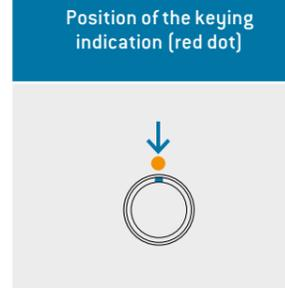 Position of the keying
indication (red dot)